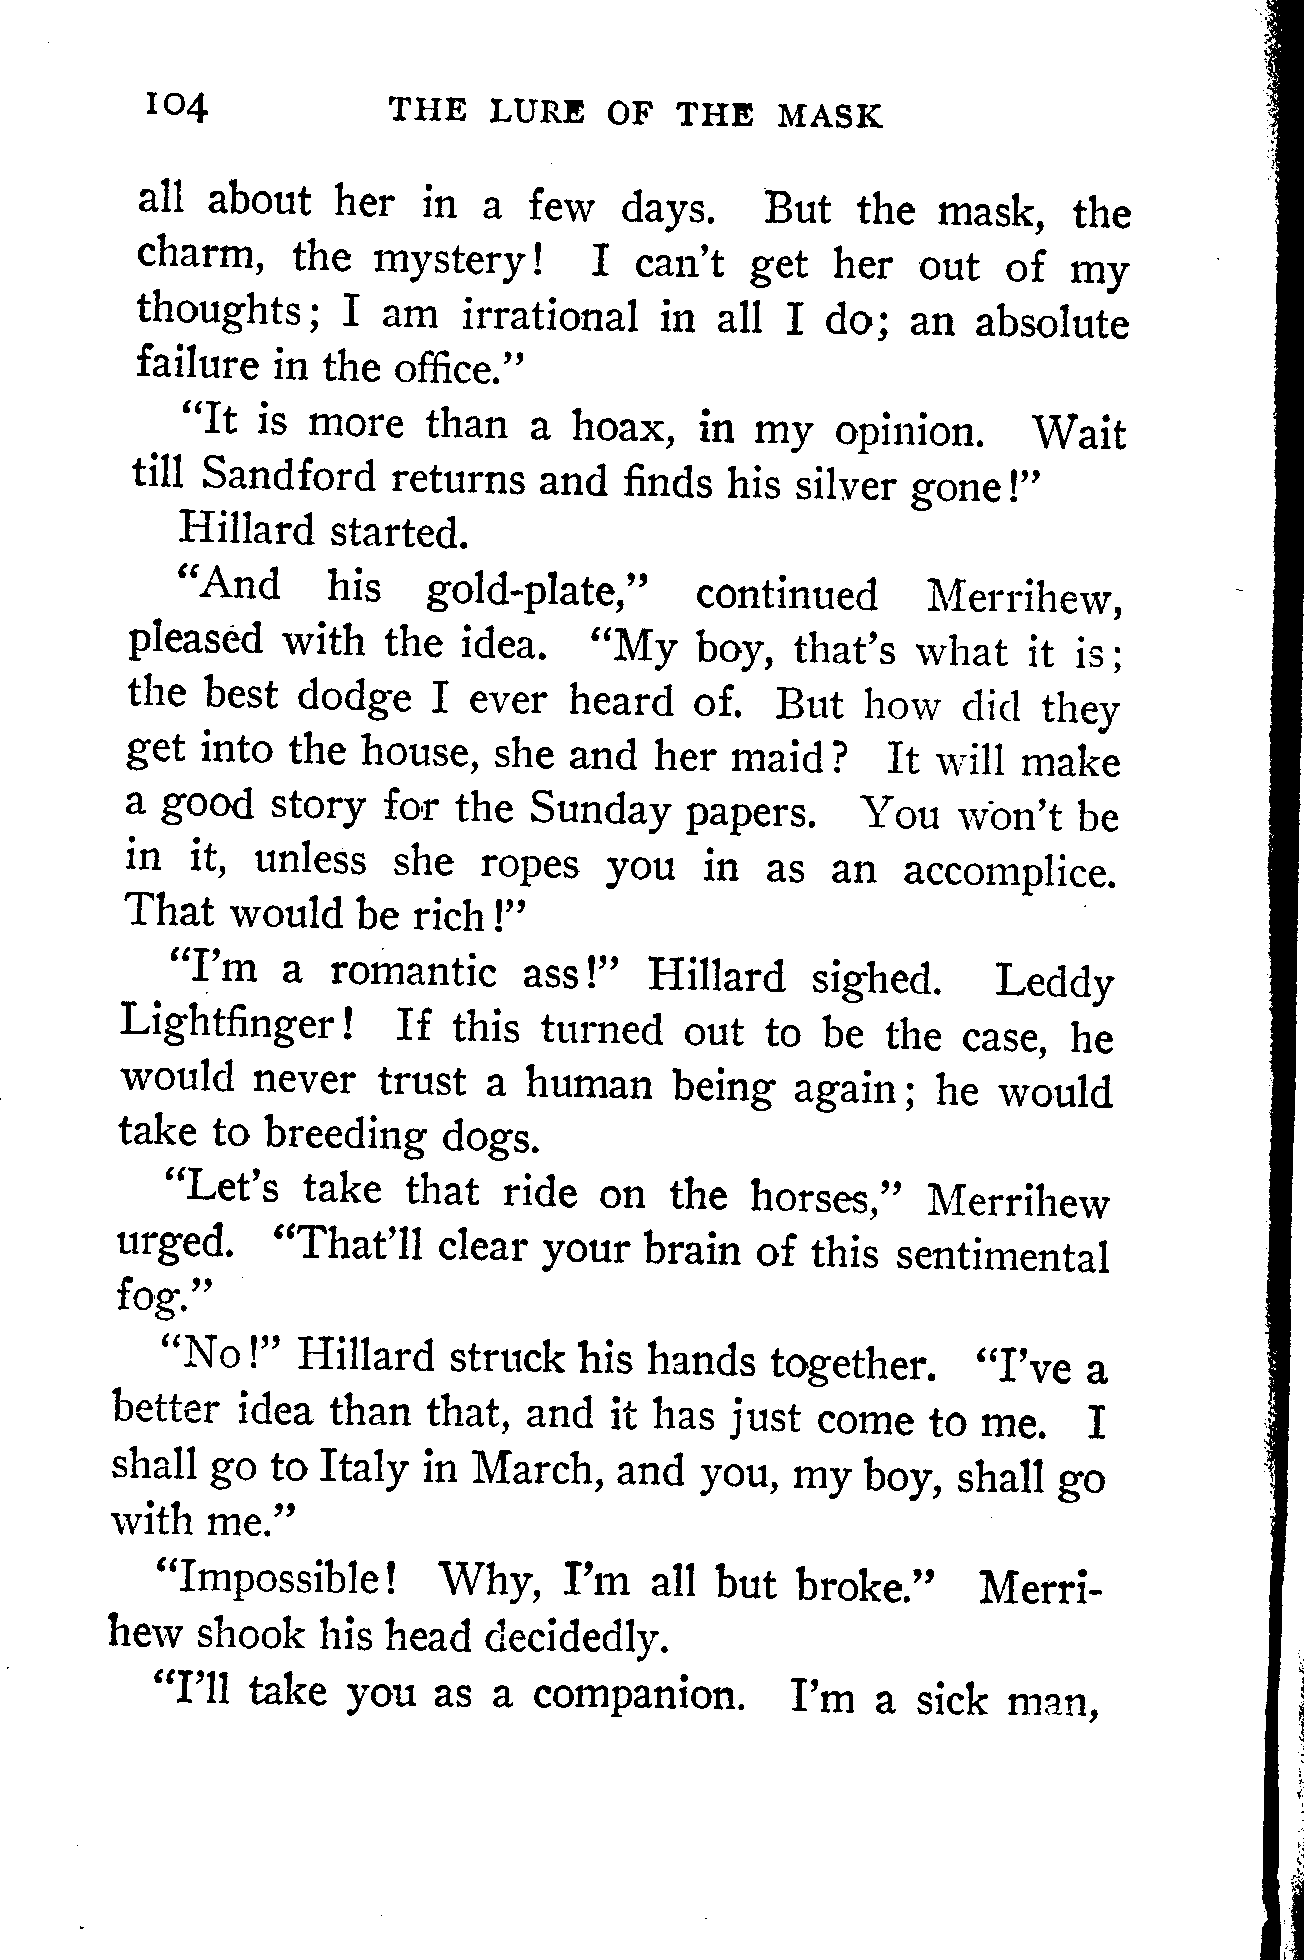 104 THE LURE OF THE MASK
all about her in a few days. But the mask, the
charm, the mystery! I can't get her out of my
thoughts; I am irrational in all I do; an absolute
failure in the office."
"It is more than a hoax, in my opinion. Wait
till Sandford returns and finds his silver gone!"
Hillard started.
"And his gold-plate," continued Merrihew,
pleased with the idea. "My boy, that's what it is;
the best dodge I ever heard of. But how did they
get into the house, she and her maid? It will make
a good story for the Sunday papers. You won't be
in it, unless she ropes you in as an accomplice.
That would be rich!"
"I'm a romantic ass!" Hillard sighed. Leddy
Lightfinger! If this turned out to be the case, he
would never trust a human being again; he would
take to breeding dogs.
"Let's take that ride on the horses," Merrihew
urged. "That'll clear your brain of this sentimental
fog."
"No!" Hillard struck his hands together. "I've a
better idea than that, and it has just come to me. I
shall go to Italy in March, and you, my boy, shall go
with me."
"Impossible! Why, I'm all but broke." Merri-
hew shook his head decidedly.
"I'll take you as a companion. I'm a sick man,